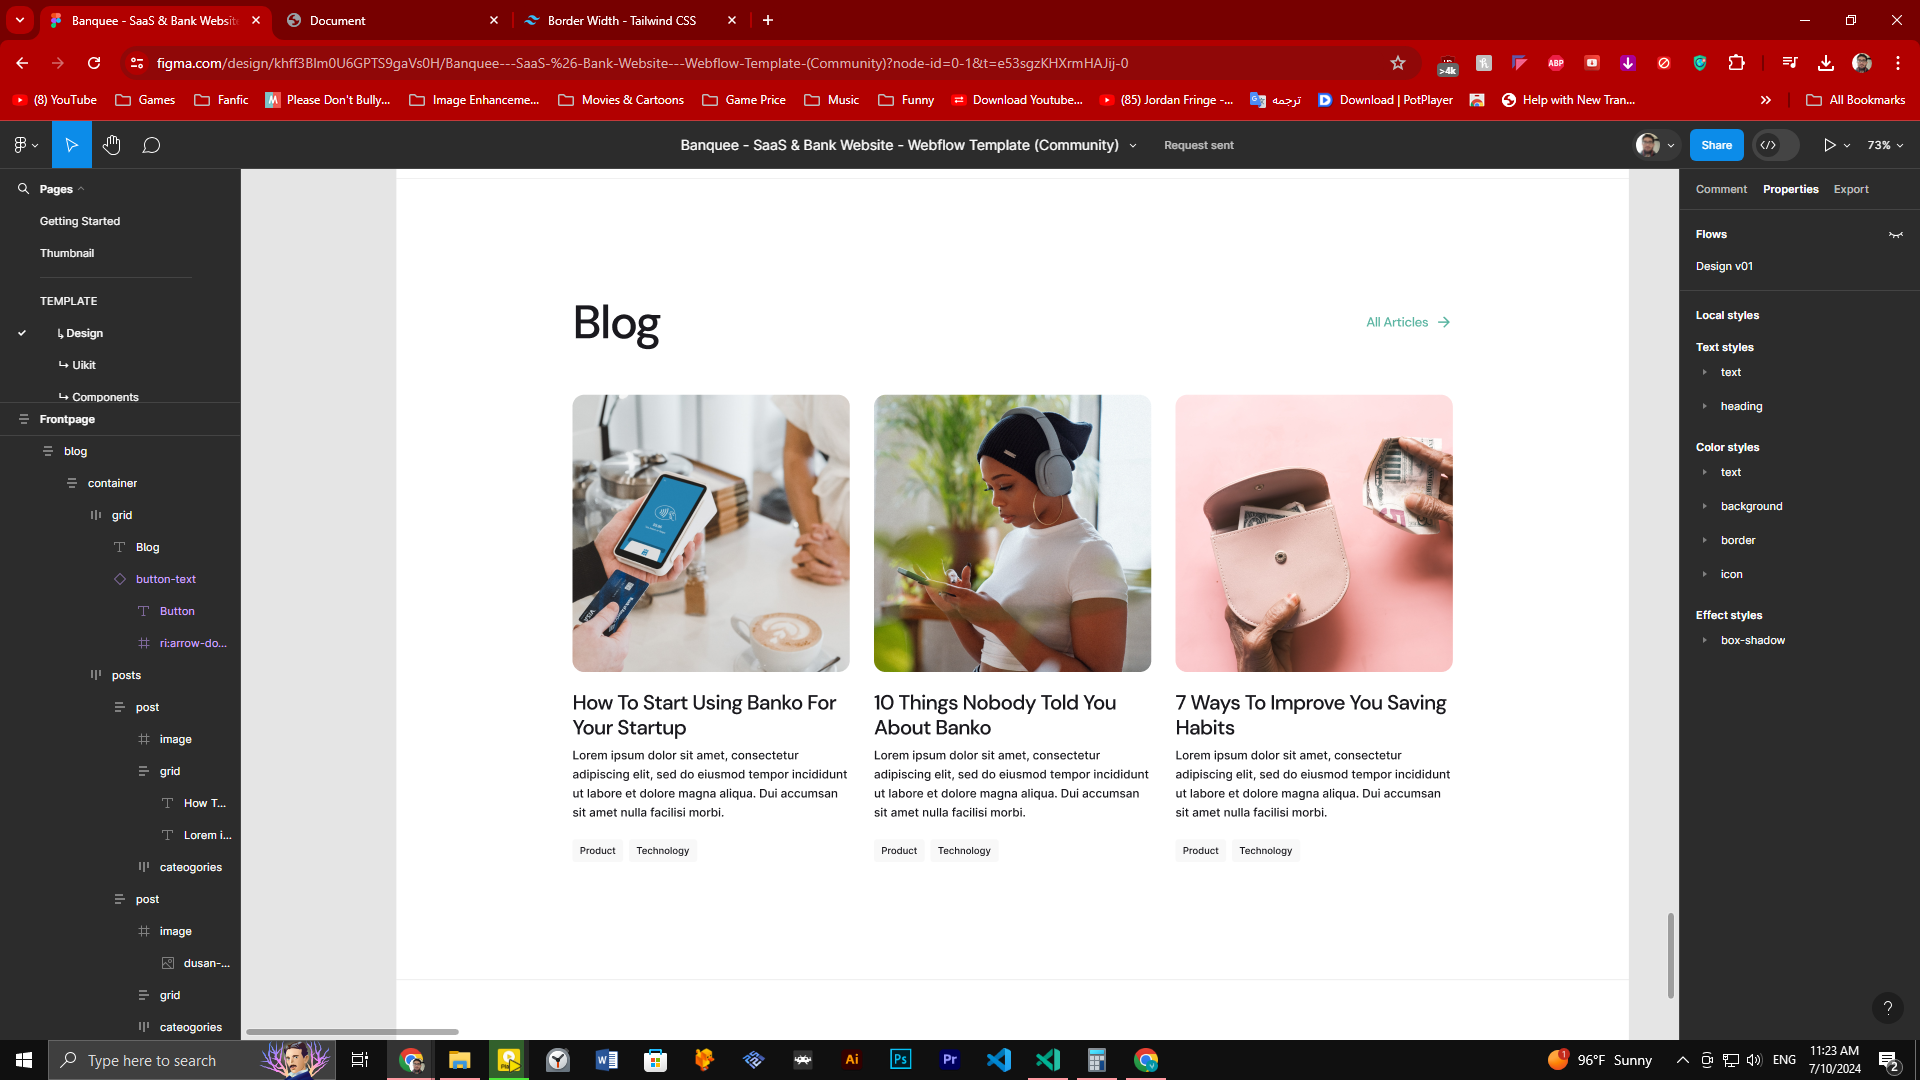 Banquee - SaaS & Bank Website
Document
Border Width - Tailwind CSS
figma.com/design/khff3Blm0U6GPTS9gaVs0H/Banquee---SaaS-%26-Bank-Website---Webflow-Template-(Community)?node-id=0-1&t=e53sgzKHXrmHAJij-0
>4k
ABP
(8) YouTube
Games
Fanfic
Please Don't Bully...
Image Enhanceme...
Movies & Cartoons
Game Price
Music
Funny
Download Youtube...
(85) Jordan Fringe -...
ترجمه
Download | PotPlayer
Help with New Tran...
All Bookmarks
Banquee - SaaS & Bank Website - Webflow Template (Community)
Request sent
Share
73%
Pages
Getting Started
Thumbnail
TEMPLATE
↳ Design
↪ Uikit
↪ Components
Frontpage
blog
container
grid
Blog
button-text
Button
ri:arrow-do...
posts
post
image
grid
How T...
Lorem i...
cateogories
post
image
dusan-...
grid
cateogories
Blog
All Articles
How To Start Using Banko For
Your Startup
Lorem ipsum dolor sit amet, consectetur
adipiscing elit, sed do eiusmod tempor incididunt
ut labore et dolore magna aliqua. Dui accumsan
sit amet nulla facilisi morbi.
Product
Technology
10 Things Nobody Told You
About Banko
Lorem ipsum dolor sit amet, consectetur
adipiscing elit, sed do eiusmod tempor incididunt
ut labore et dolore magna aliqua. Dui accumsan
sit amet nulla facilisi morbi.
Product
Technology
7 Ways To Improve You Saving
Habits
Lorem ipsum dolor sit amet, consectetur
adipiscing elit, sed do eiusmod tempor incididunt
ut labore et dolore magna aliqua. Dui accumsan
sit amet nulla facilisi morbi.
Product
Technology
Comment
Properties
Export
Flows
Design v01
Local styles
Text styles
text
heading
Color styles
text
background
border
icon
Effect styles
box-shadow
?
Type here to search
Ai
Ps
Pr
1
96°F Sunny
ENG
11:23 AM
7/10/2024
2